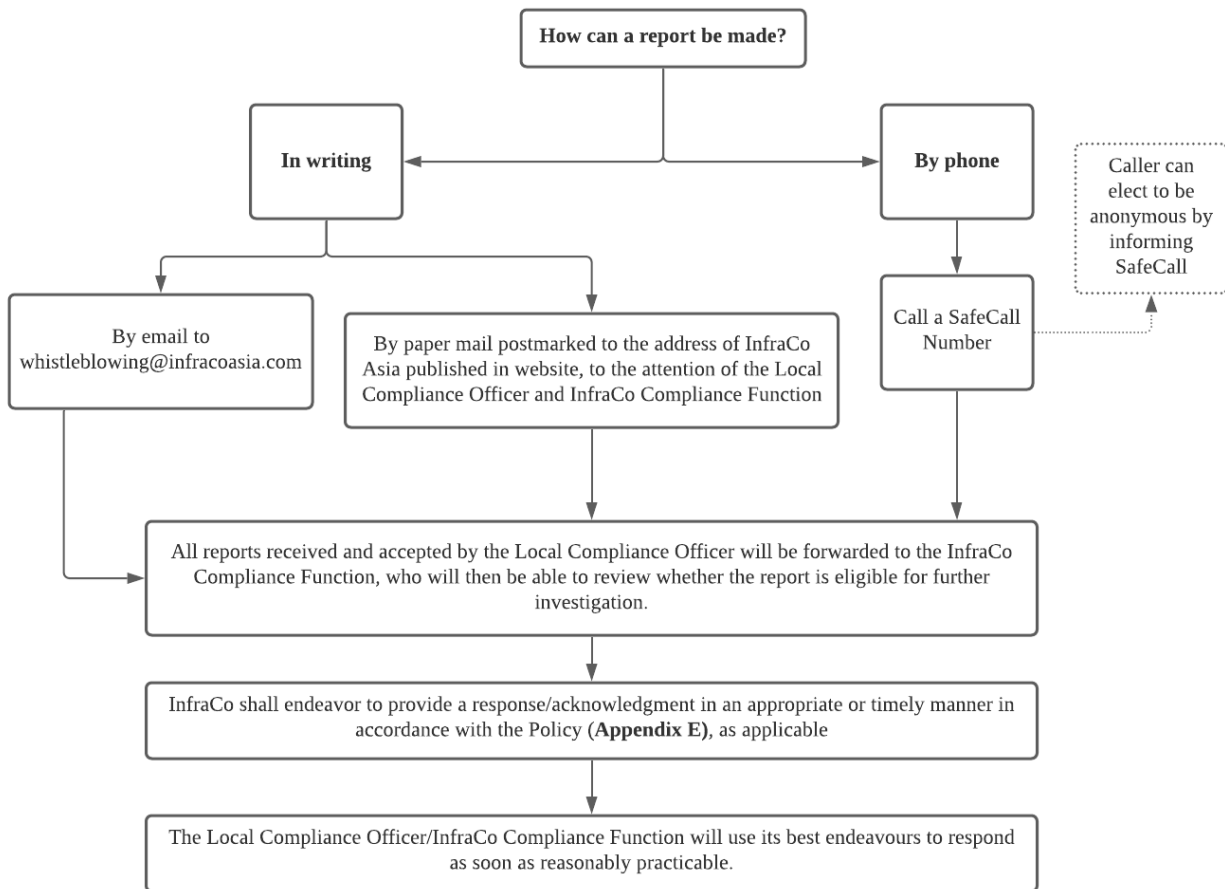 How can a report be made?
In writing
By phone
Caller can
elect to be
anonymous by
informing
SafeCall
By email to
whistleblowing@infracoasia.com
By paper mail postmarked to the address of InfraCo
Asia published in website, to the attention of the Local
Compliance Officer and InfraCo Compliance Function
Call a SafeCall
Number
All reports received and accepted by the Local Compliance Officer will be forwarded to the InfraCo
Compliance Function, who will then be able to review whether the report is eligible for further
investigation.
InfraCo shall endeavor to provide a response/acknowledgment in an appropriate or timely manner in
accordance with the Policy (Appendix E), as applicable
The Local Compliance Officer/InfraCo Compliance Function will use its best endeavours to respond
as soon as reasonably practicable.